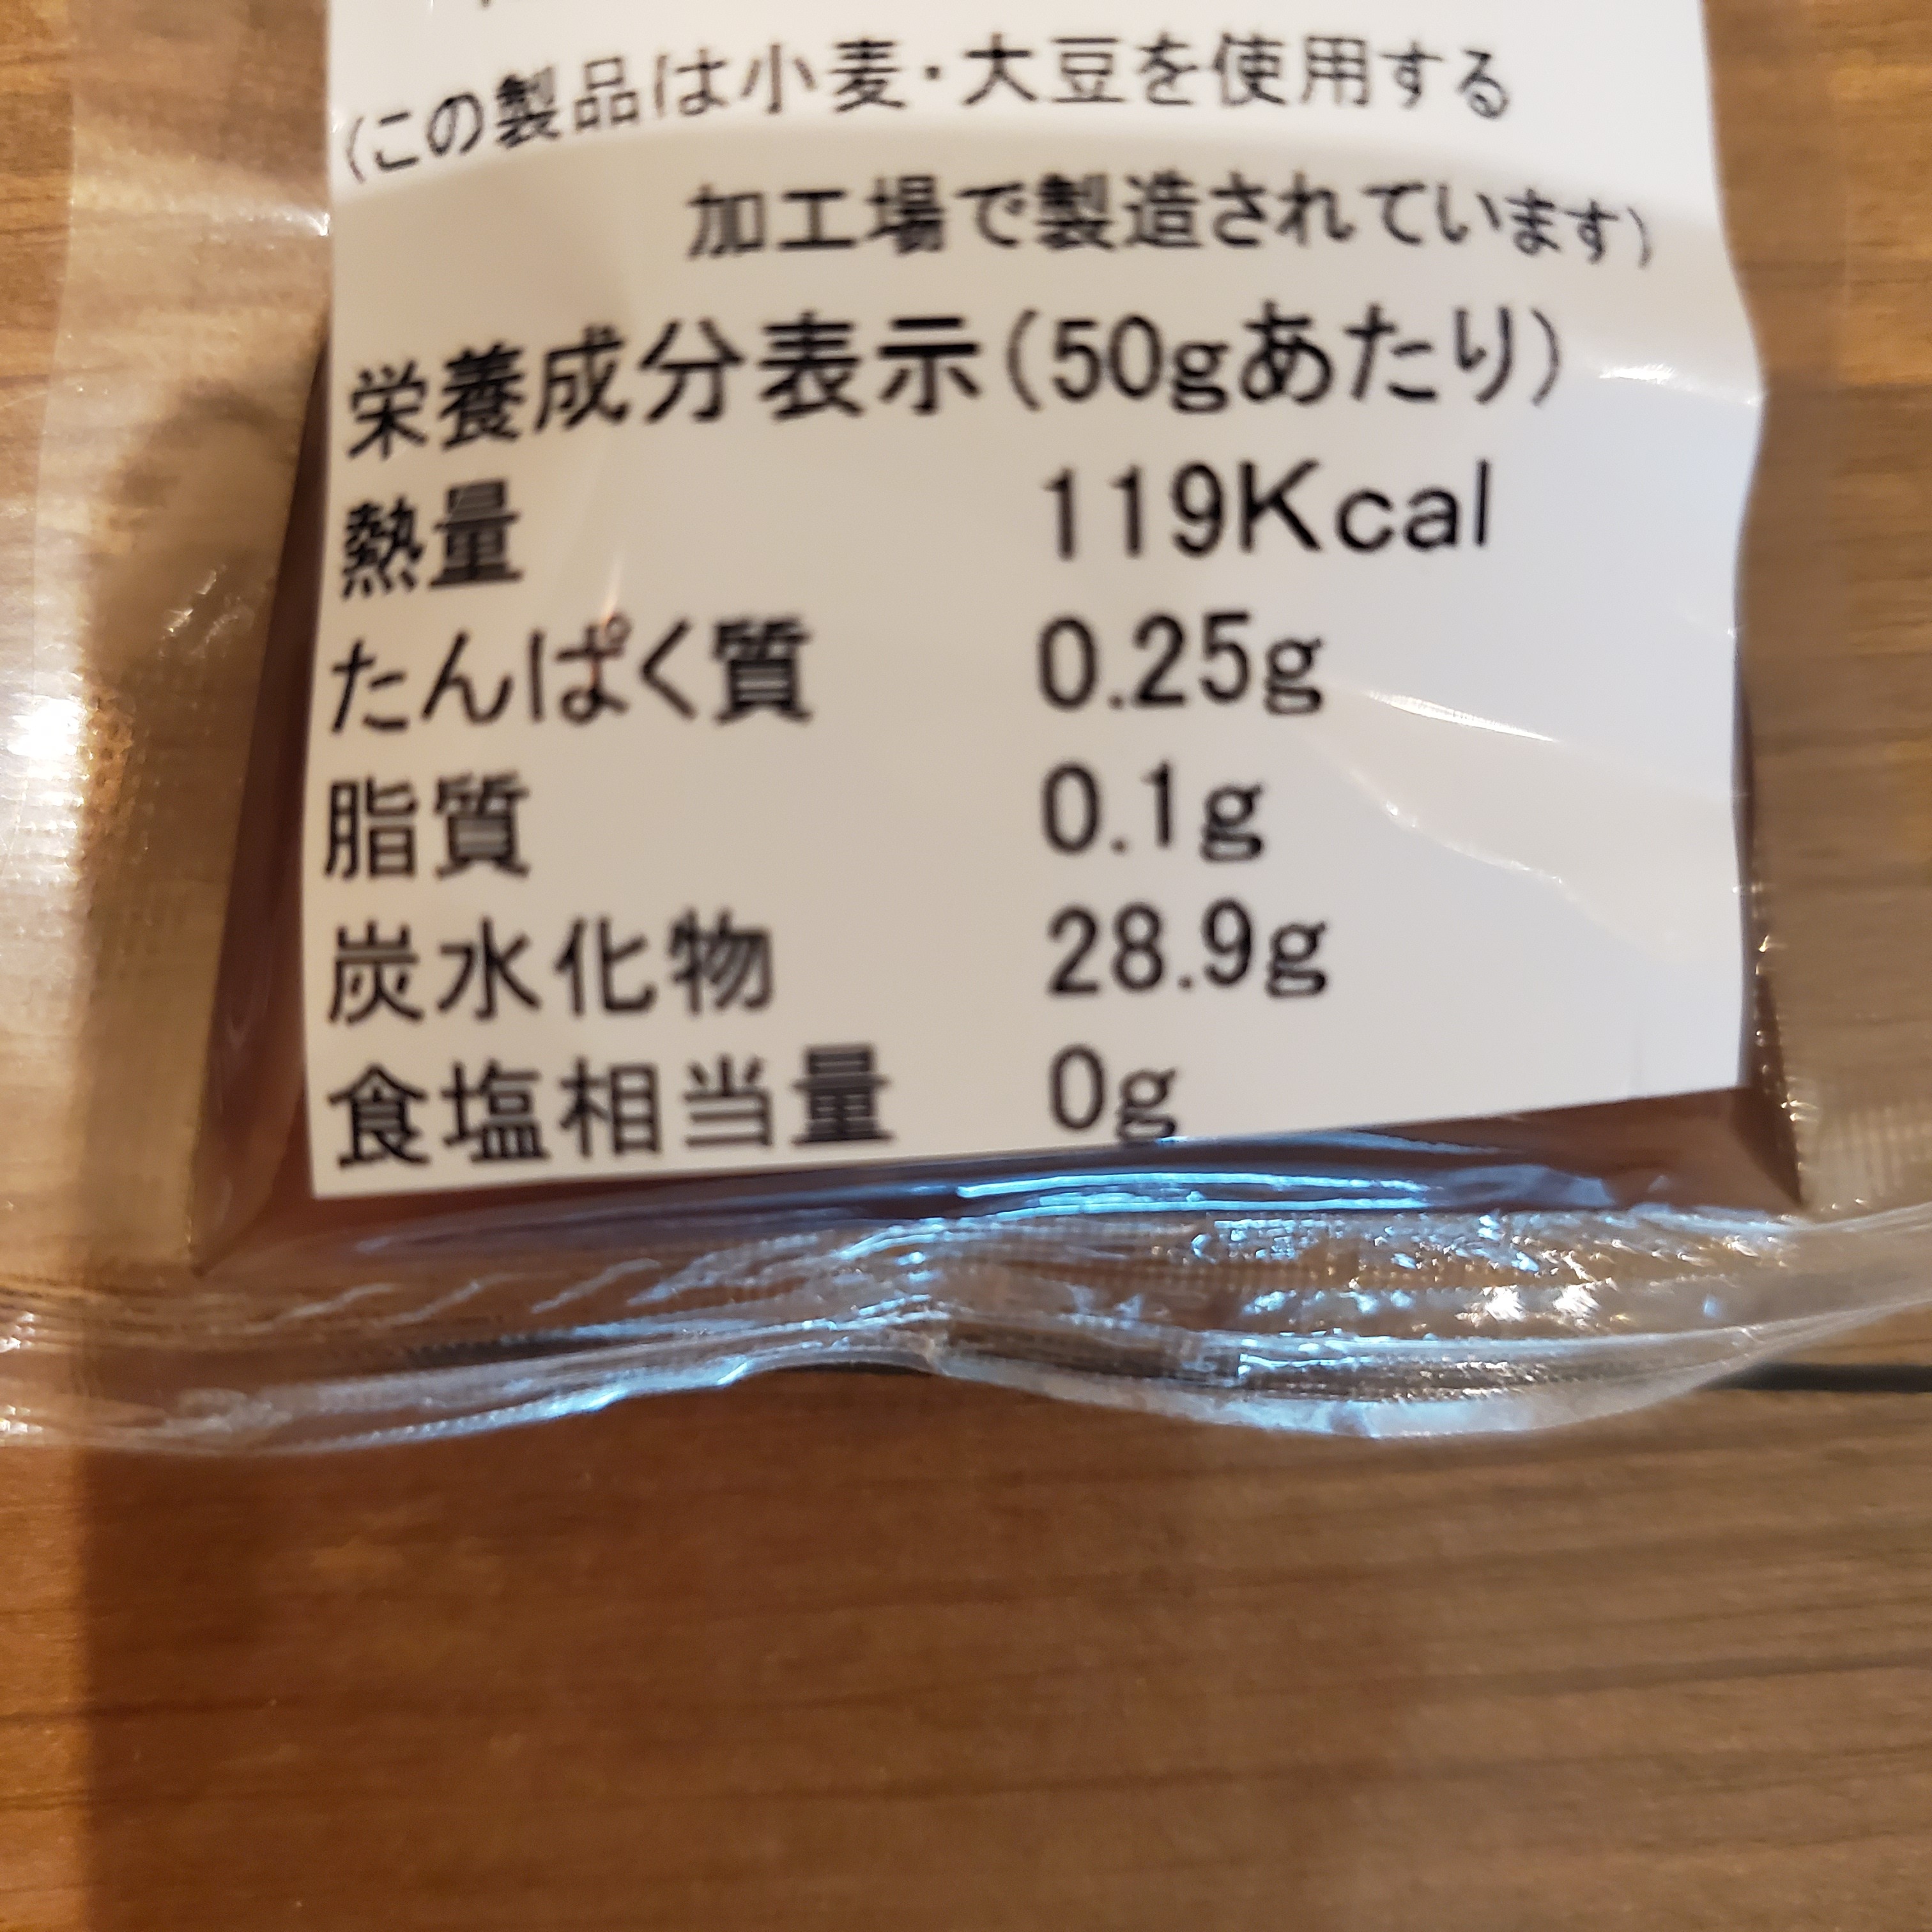 (この製品は小麦・大豆を使用する
加工場で製造されています)
栄養成分表示(50gあたり)
熱量 119Kcal
たんぱく質 0.25g
脂質 0.1g
炭水化物 28.9g
食塩相当量 0g